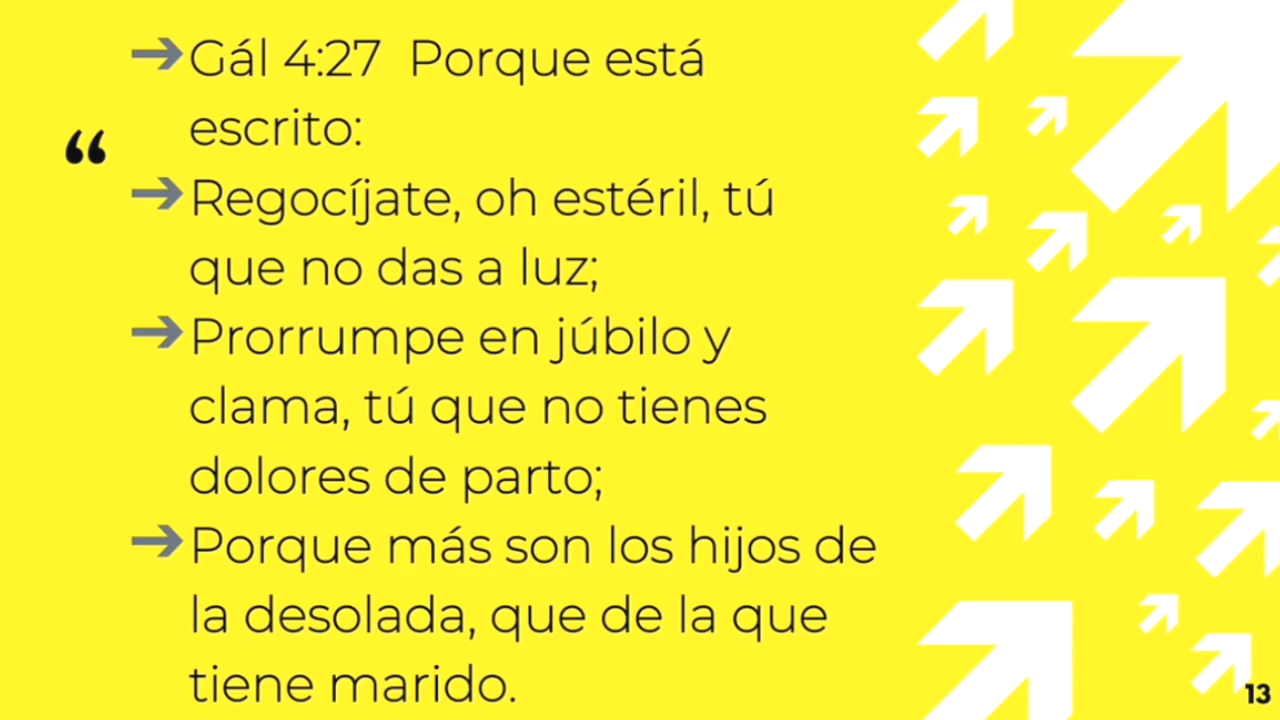 ➔Gál 4:27  Porque está
escrito:
“
➔Regocíjate, oh estéril, tú
que no das a luz;
➔Prorrumpe en júbilo y
clama, tú que no tienes
dolores de parto;
➔Porque más son los hijos de
la desolada, que de la que
tiene marido.
13